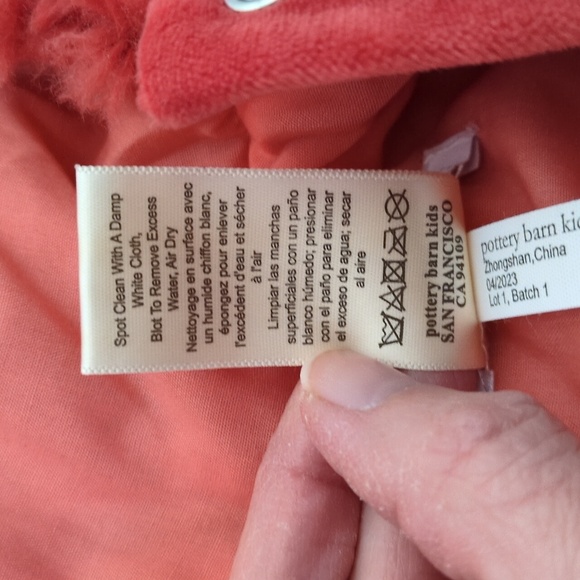 Spot Clean With A Damp
White Cloth,
Blot To Remove Excess
Water, Air Dry
Nettoyage en surface avec
un humide chiffon blanc,
épongez pour enlever
l'excédent d'eau et sécher
à l'air
Limpiar las manchas
superficiales con un paño
blanco húmedo; presionar
con el paño para eliminar
el exceso de agua; secar
al aire
pottery barn kids
SAN FRANCISCO
CA 94109
pottery barn kid
Zhongshan,China
04/2023
Lot 1, Batch 1